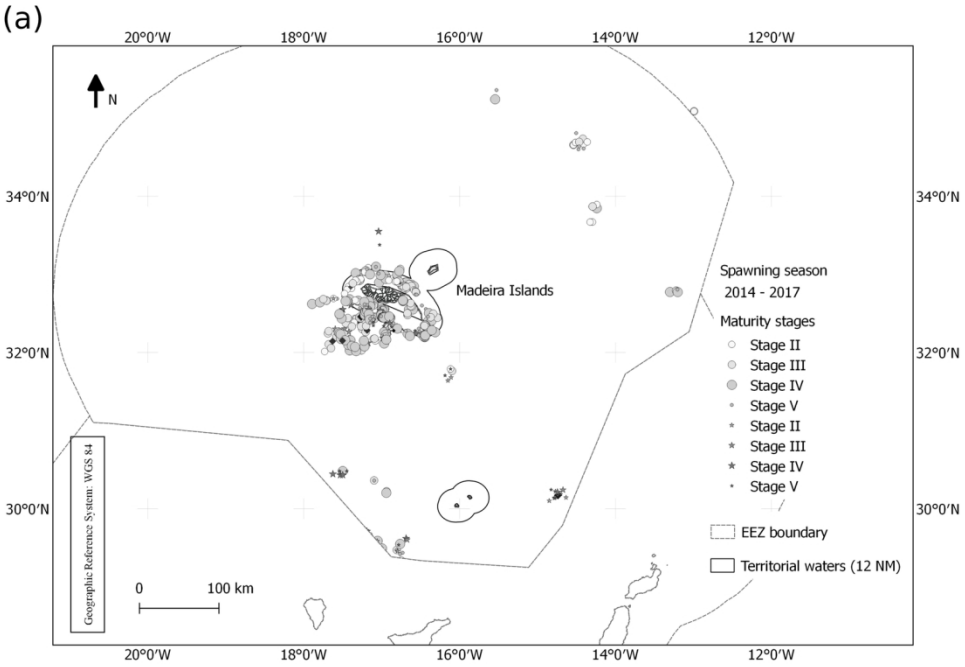 (a)
20°0'W 18°0'W 16°0'W 14°0'W 12°0'W
N
34°0'N 34°0'N
Madeira Islands
Spawning season
2014 - 2017
Maturity stages
Stage II
Stage III
Stage IV
Stage V
Stage II
Stage III
Stage IV
Stage V
32°0'N 32°0'N
30°0'N 30°0'N
EEZ boundary
Territorial waters (12 NM)
Geographic Reference System: WGS 84
0 100 km
20°0'W 18°0'W 16°0'W 14°0'W 12°0'W